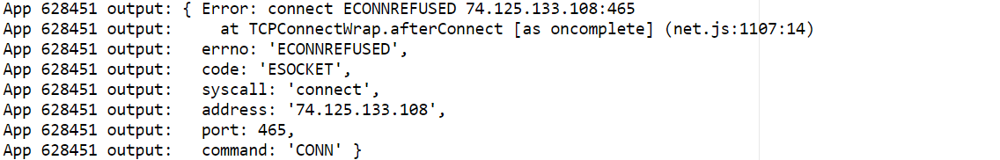 App 628451 output: { Error: connect ECONNREFUSED 74.125.133.108:465
App 628451 output:     at TCPConnectWrap.afterConnect [as oncomplete] (net.js:1107:14)
App 628451 output:   errno: 'ECONNREFUSED',
App 628451 output:   code: 'ESOCKET',
App 628451 output:   syscall: 'connect',
App 628451 output:   address: '74.125.133.108',
App 628451 output:   port: 465,
App 628451 output:   command: 'CONN' }